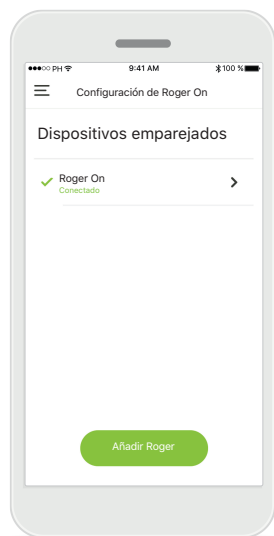 PH 9:41 AM 100 %
Configuración de Roger On
Dispositivos emparejados
Roger On
Conectado
Añadir Roger